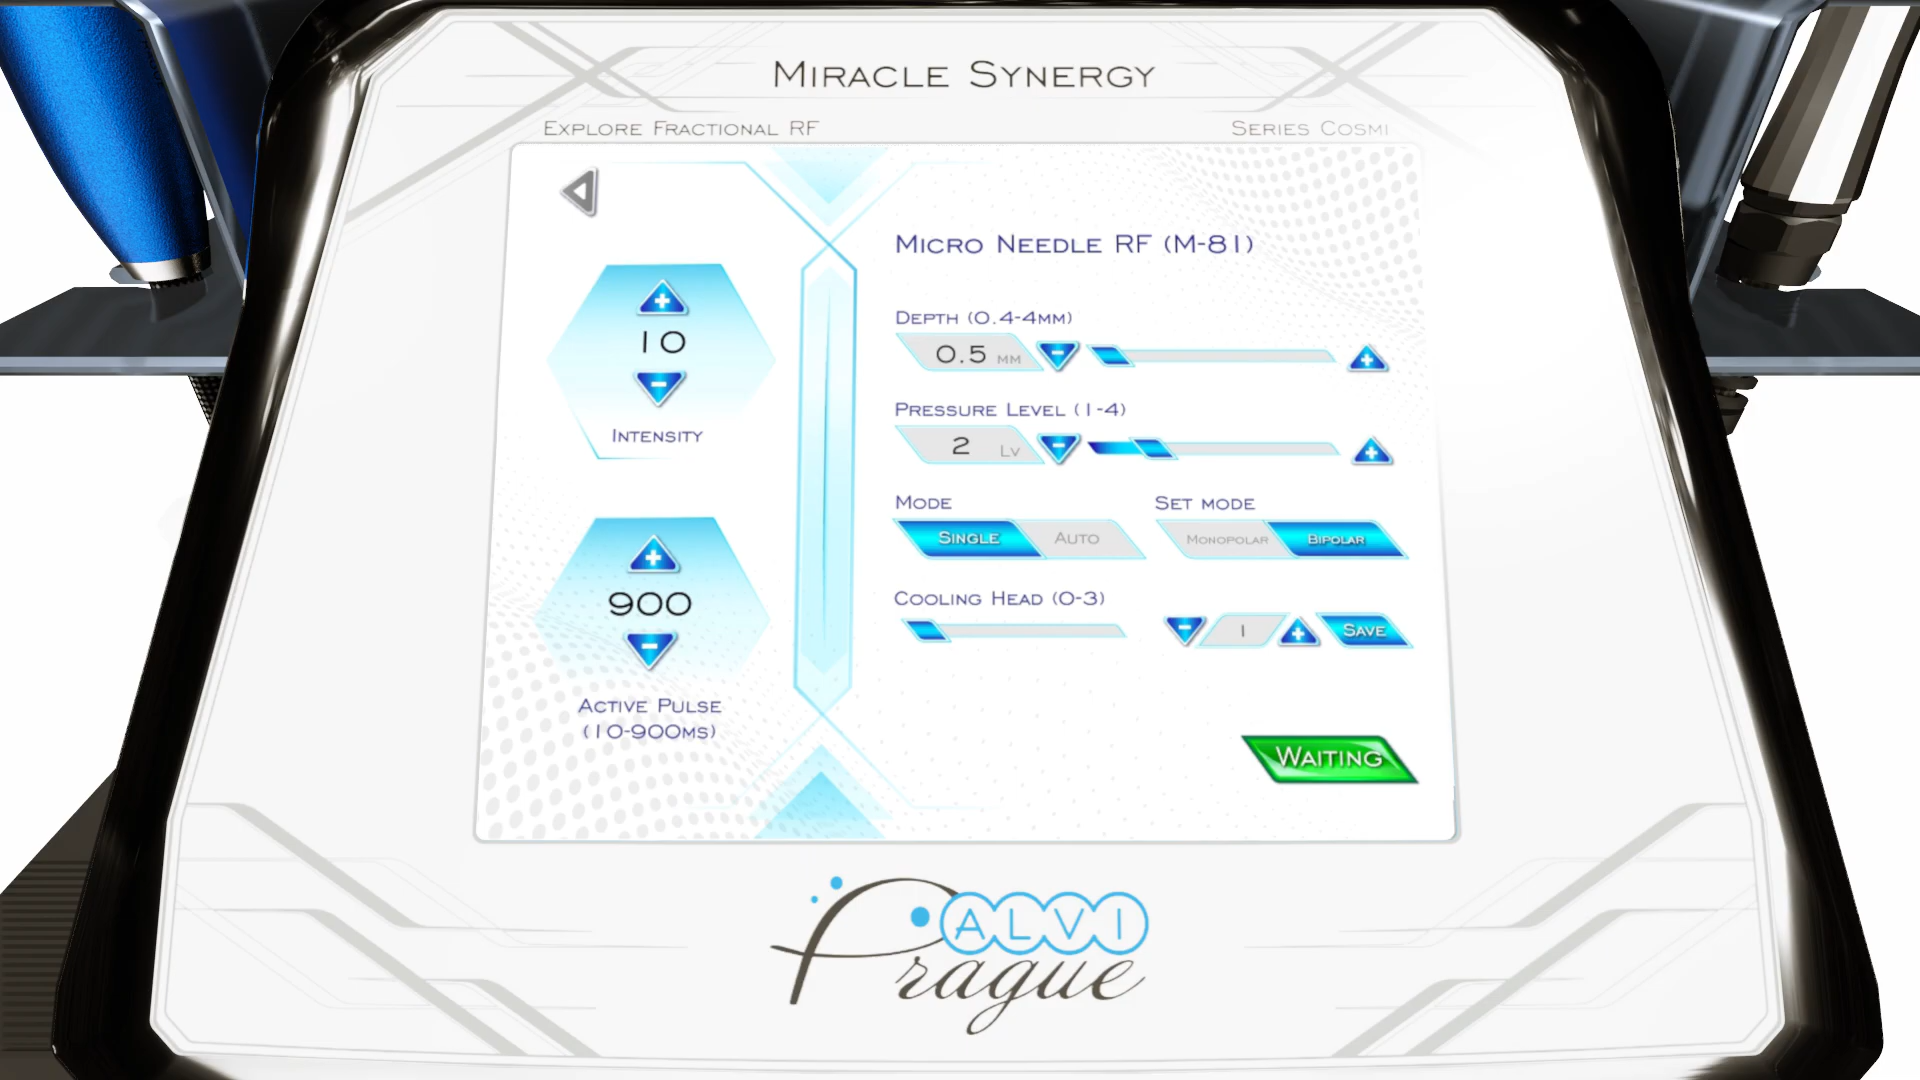 MIRACLE SYNERGY
EXPLORE FRACTIONAL RF
SERIES COSMI
10
INTENSITY
900
ACTIVE PULSE
(10-900MS)
MICRO NEEDLE RF (M-81)
DEPTH (0.4-4MM)
0.5 MM
PRESSURE LEVEL (1-4)
2 LV
MODE
SET MODE
SINGLE AUTO
MONOPOLAR BIPOLAR
COOLING HEAD (0-3)
1
SAVE
WAITING
ALVI
Prague